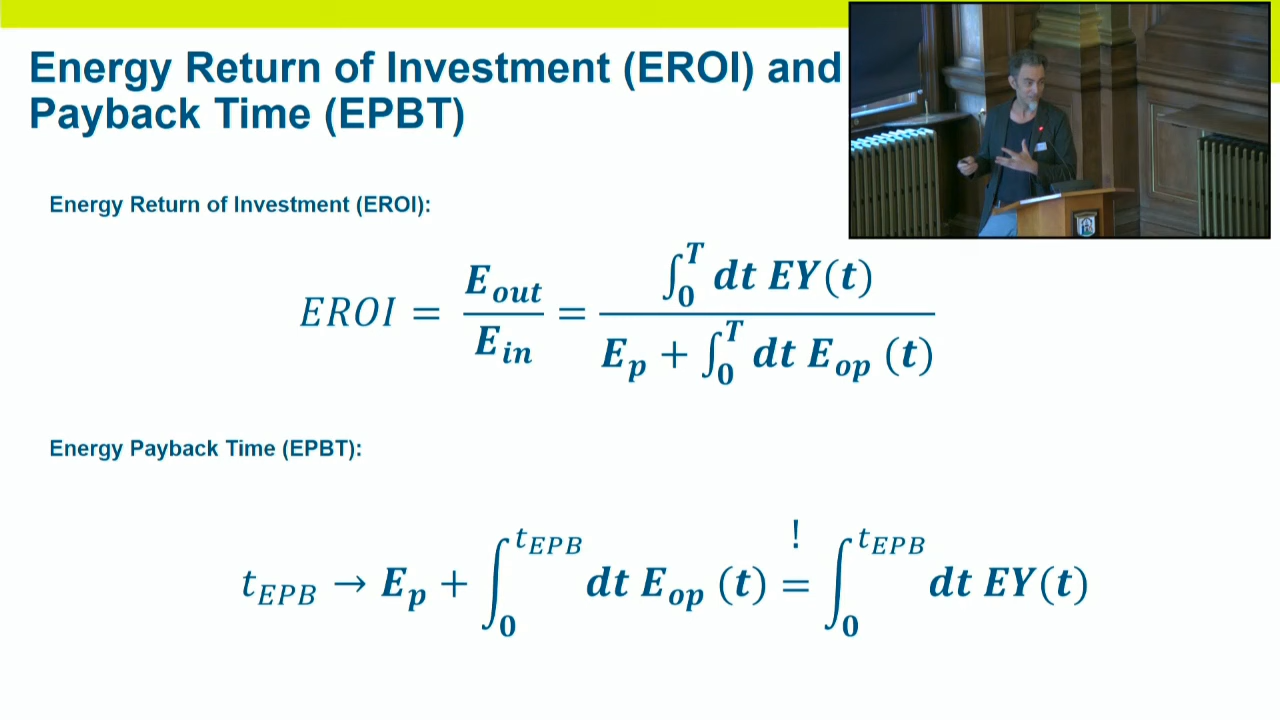 Energy Return of Investment (EROI) and
Payback Time (EPBT)
Energy Return of Investment (EROI):
EROI = E_out / E_in = ∫_0^T dt EY(t) / (E_p + ∫_0^T dt E_op (t))
Energy Payback Time (EPBT):
t_EPB → E_p + ∫_0^{t_EPB} dt E_op (t) =^! ∫_0^{t_EPB} dt EY(t)